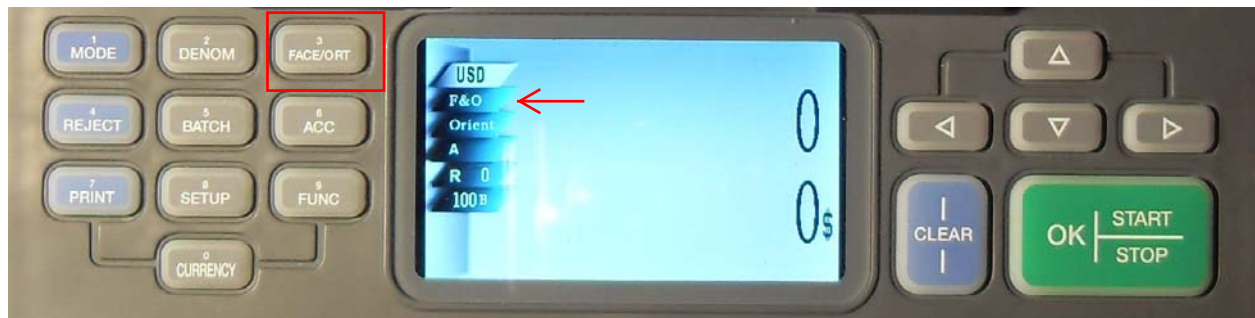 1
MODE
2
DENOM
3
FACE/ORT
4
REJECT
5
BATCH
6
ACC
7
PRINT
8
SETUP
9
FUNC
0
CURRENCY
USD
F&O
Orient
A
R 0
100B
0
0$
CLEAR
OK START
STOP